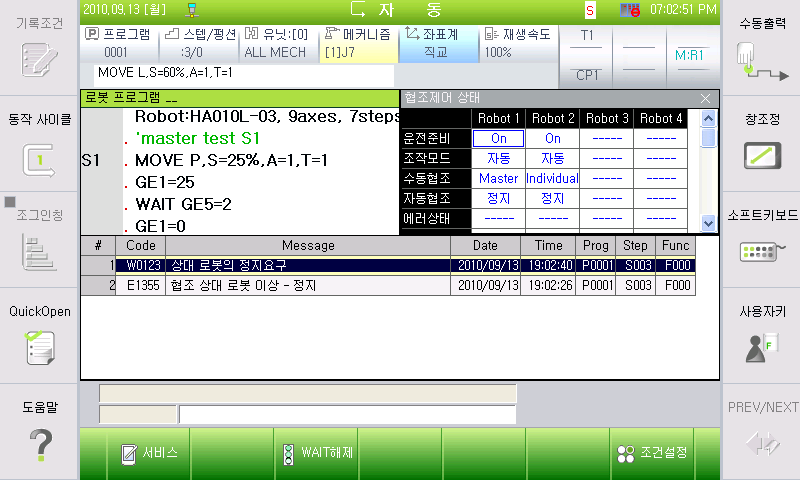 기록조건
동작 사이클
1
조그인칭
QuickOpen
도움말
2010.09.13 [월]
자 동
S
07:02:51 PM
프로그램
0001
스텝/펑션
:3/0
유닛:[0]
ALL MECH
메커니즘
[1]J7
좌표계
직교
재생속도
100%
T1
CP1
M:R1
MOVE L,S=60%,A=1,T=1
로봇 프로그램 __
Robot:HA010L-03, 9axes, 7steps
. 'master test S1
S1 . MOVE P,S=25%,A=1,T=1
. GE1=25
. WAIT GE5=2
. GE1=0
협조제어 상태
Robot 1 Robot 2 Robot 3 Robot 4
운전준비 On On ----- -----
조작모드 자동 자동 ----- -----
수동협조 Master Individual ----- -----
자동협조 정지 정지 ----- -----
에러상태 ----- ----- ----- -----
# Code Message Date Time Prog Step Func
1 W0123 상대 로봇의 정지요구 2010/09/13 19:02:40 P0001 S003 F000
2 E1355 협조 상대 로봇 이상 - 정지 2010/09/13 19:02:26 P0001 S003 F000
서비스
WAIT해제
조건설정
수동출력
창조정
소프트키보드
사용자키
F
PREV/NEXT